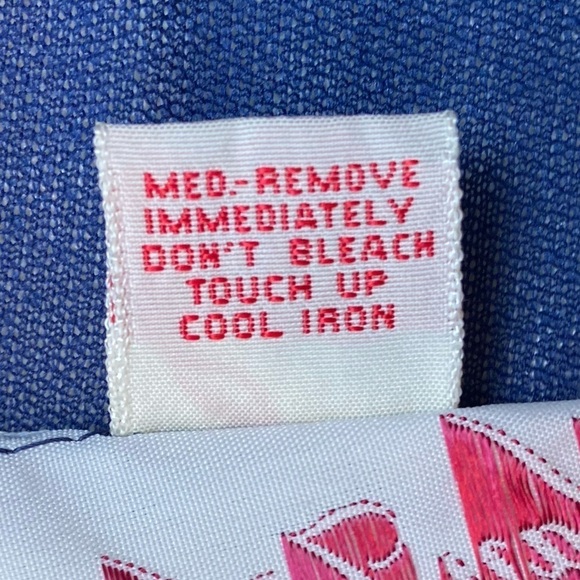 MED.-REMOVE
IMMEDIATELY
DON'T BLEACH
TOUCH UP
COOL IRON